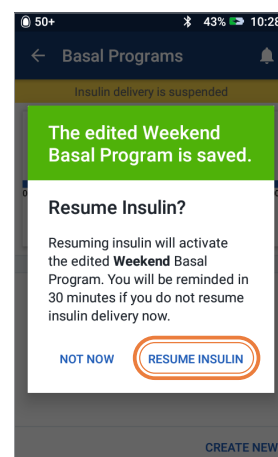 50+ 43% 10:28
Basal Programs
Insulin delivery is suspended
The edited Weekend
Basal Program is saved.
Resume Insulin?
Resuming insulin will activate
the edited Weekend Basal
Program. You will be reminded in
30 minutes if you do not resume
insulin delivery now.
NOT NOW RESUME INSULIN
CREATE NEW